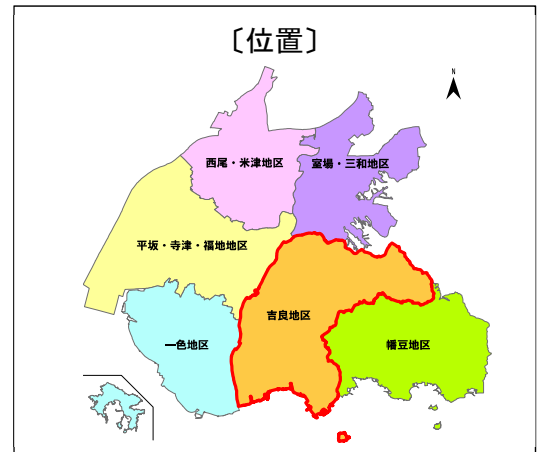 〔位置〕
N
西尾・米津地区
室場・三和地区
平坂・寺津・福地地区
吉良地区
一色地区
幡豆地区